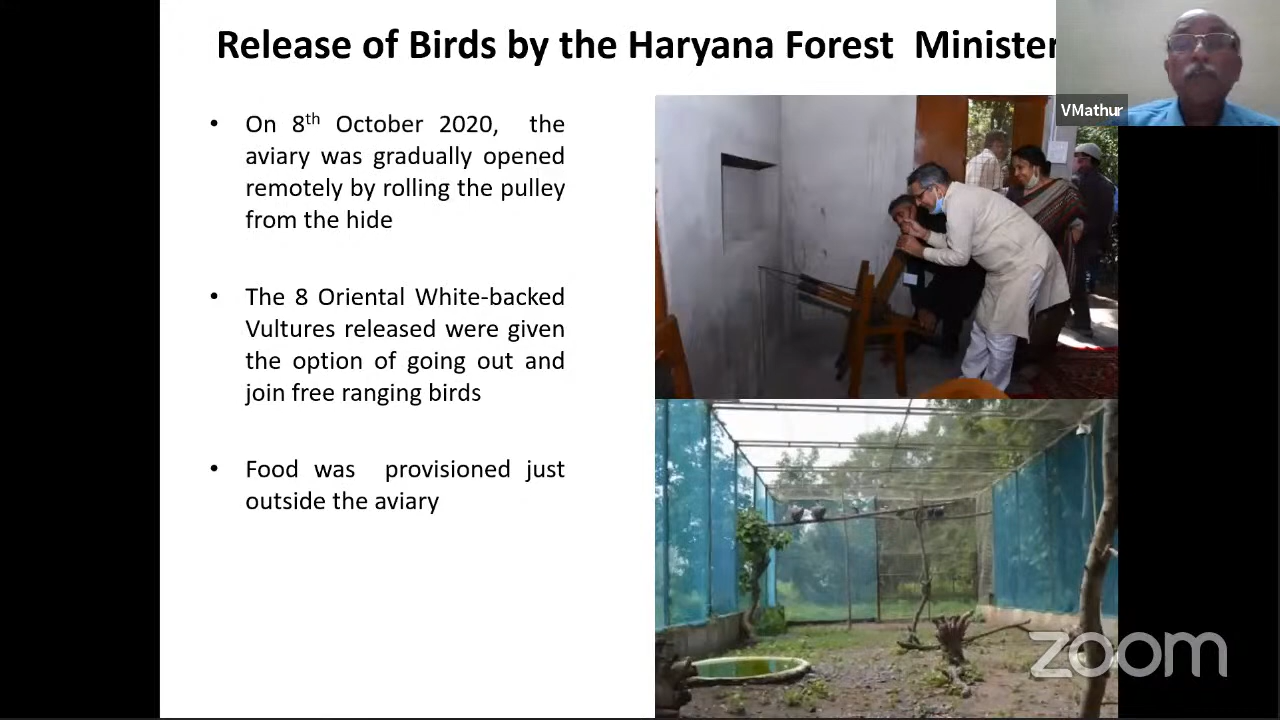 Release of Birds by the Haryana Forest Minister
VMathur
• On 8th October 2020, the
aviary was gradually opened
remotely by rolling the pulley
from the hide
• The 8 Oriental White-backed
Vultures released were given
the option of going out and
join free ranging birds
• Food was provisioned just
outside the aviary
zoom